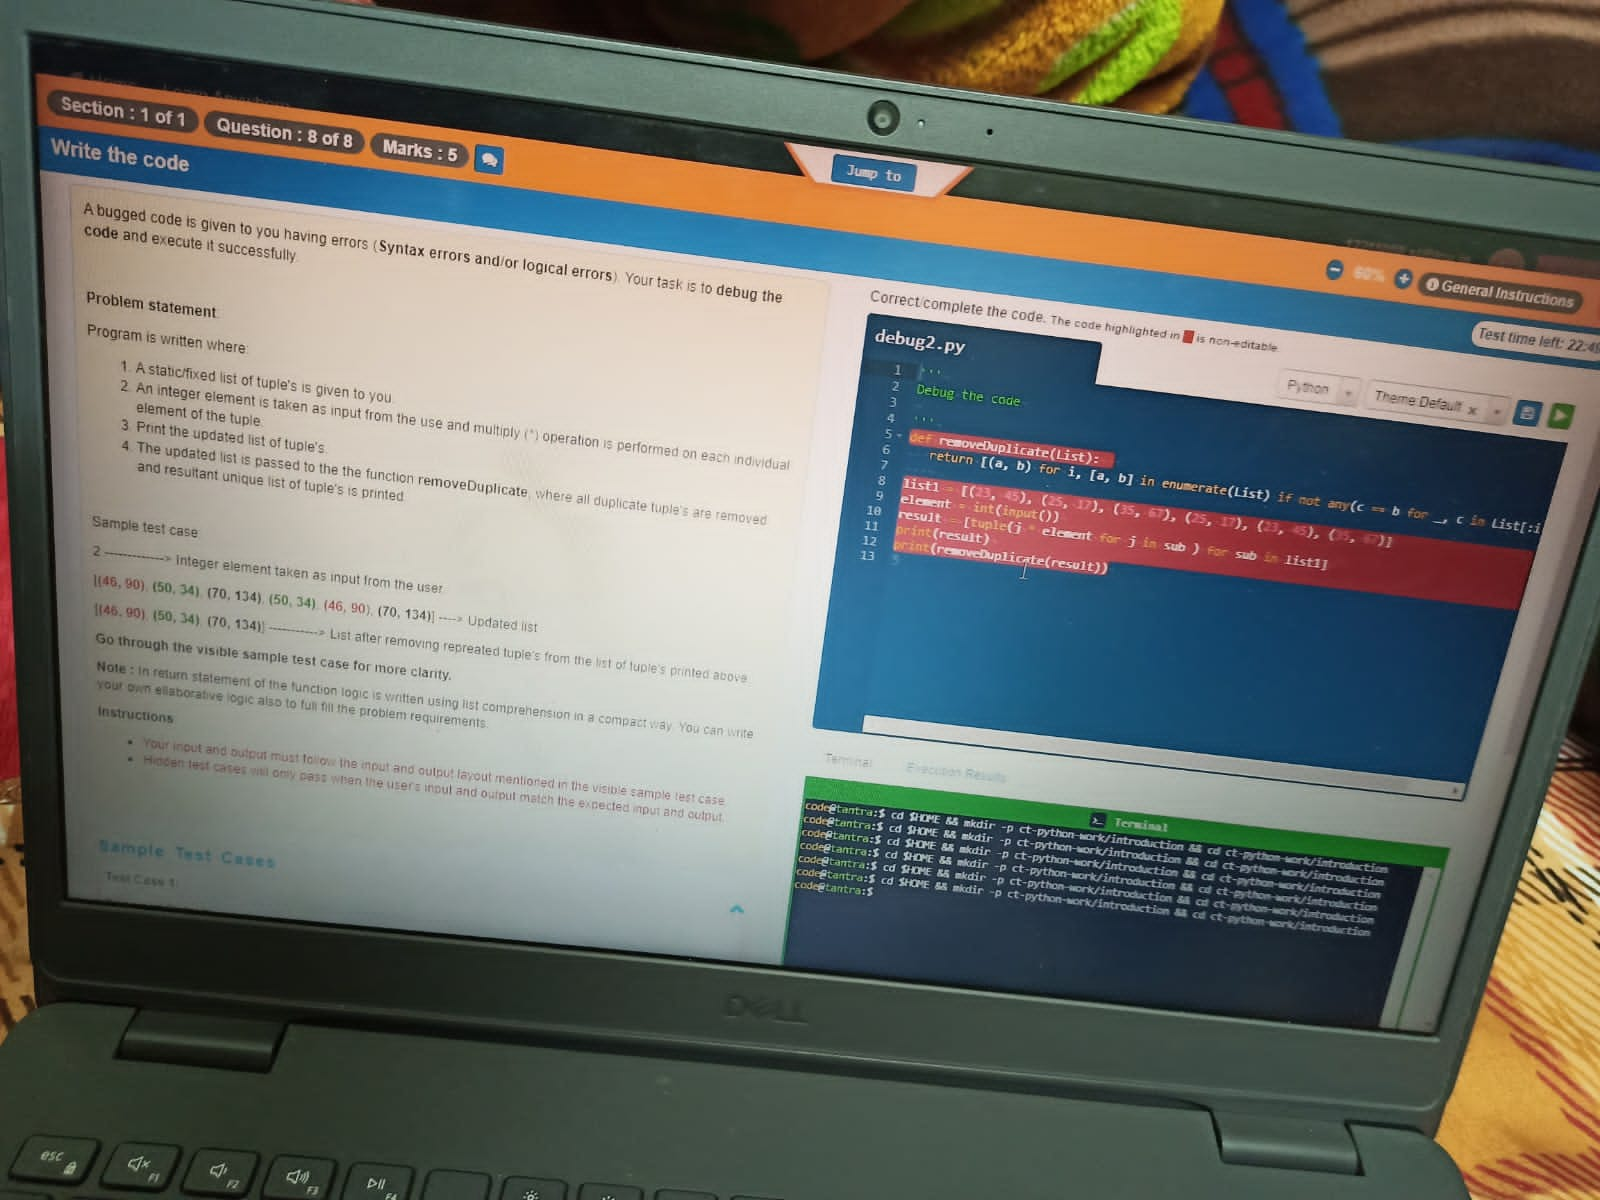 Section : 1 of 1
Question : 8 of 8
Marks : 5
Jump to
Write the code
60%
General Instructions
Test time left: 22:49
A bugged code is given to you having errors (Syntax errors and/or logical errors). Your task is to debug the
code and execute it successfully.
Problem statement:
Program is written where:
1. A static/fixed list of tuple's is given to you.
2. An integer element is taken as input from the use and multiply (*) operation is performed on each individual
element of the tuple.
3. Print the updated list of tuple's.
4. The updated list is passed to the the function removeDuplicate, where all duplicate tuple's are removed
and resultant unique list of tuple's is printed.
Sample test case
2 -------------> Integer element taken as input from the user.
[(46, 90), (50, 34), (70, 134), (50, 34), (46, 90), (70, 134)] ----> Updated list
[(46, 90), (50, 34), (70, 134)] -----------> List after removing repreated tuple's from the list of tuple's printed above
Go through the visible sample test case for more clarity.
Note : In return statement of the function logic is written using list comprehension in a compact way. You can write
your own ellaborative logic also to full fill the problem requirements.
Instructions
• Your input and output must follow the input and output layout mentioned in the visible sample test case.
• Hidden test cases will only pass when the user's input and output match the expected input and output.
Sample Test Cases
Test Case 1:
Correct/complete the code. The code highlighted in is non-editable.
debug2.py
Python
Theme:Default x
1 '''
2 Debug the code
3
4 '''
5 def removeDuplicate(List):
6 return [(a, b) for i, [a, b] in enumerate(List) if not any(c == b for _, c in List[:i
7
8 list1 = [(23, 45), (25, 17), (35, 67), (25, 17), (23, 45), (35, 67)]
9 element = int(input())
10 result = [tuple(j * element for j in sub ) for sub in list1]
11 print(result)
12 print(removeDuplicate(result))
13
Terminal
Execution Results
Terminal
code@tantra:$ cd $HOME && mkdir -p ct-python-work/introduction && cd ct-python-work/introduction
code@tantra:$ cd $HOME && mkdir -p ct-python-work/introduction && cd ct-python-work/introduction
code@tantra:$ cd $HOME && mkdir -p ct-python-work/introduction && cd ct-python-work/introduction
code@tantra:$ cd $HOME && mkdir -p ct-python-work/introduction && cd ct-python-work/introduction
code@tantra:$ cd $HOME && mkdir -p ct-python-work/introduction && cd ct-python-work/introduction
code@tantra:$ cd $HOME && mkdir -p ct-python-work/introduction && cd ct-python-work/introduction
code@tantra:$
DELL
esc
F1
F2
F3
F4